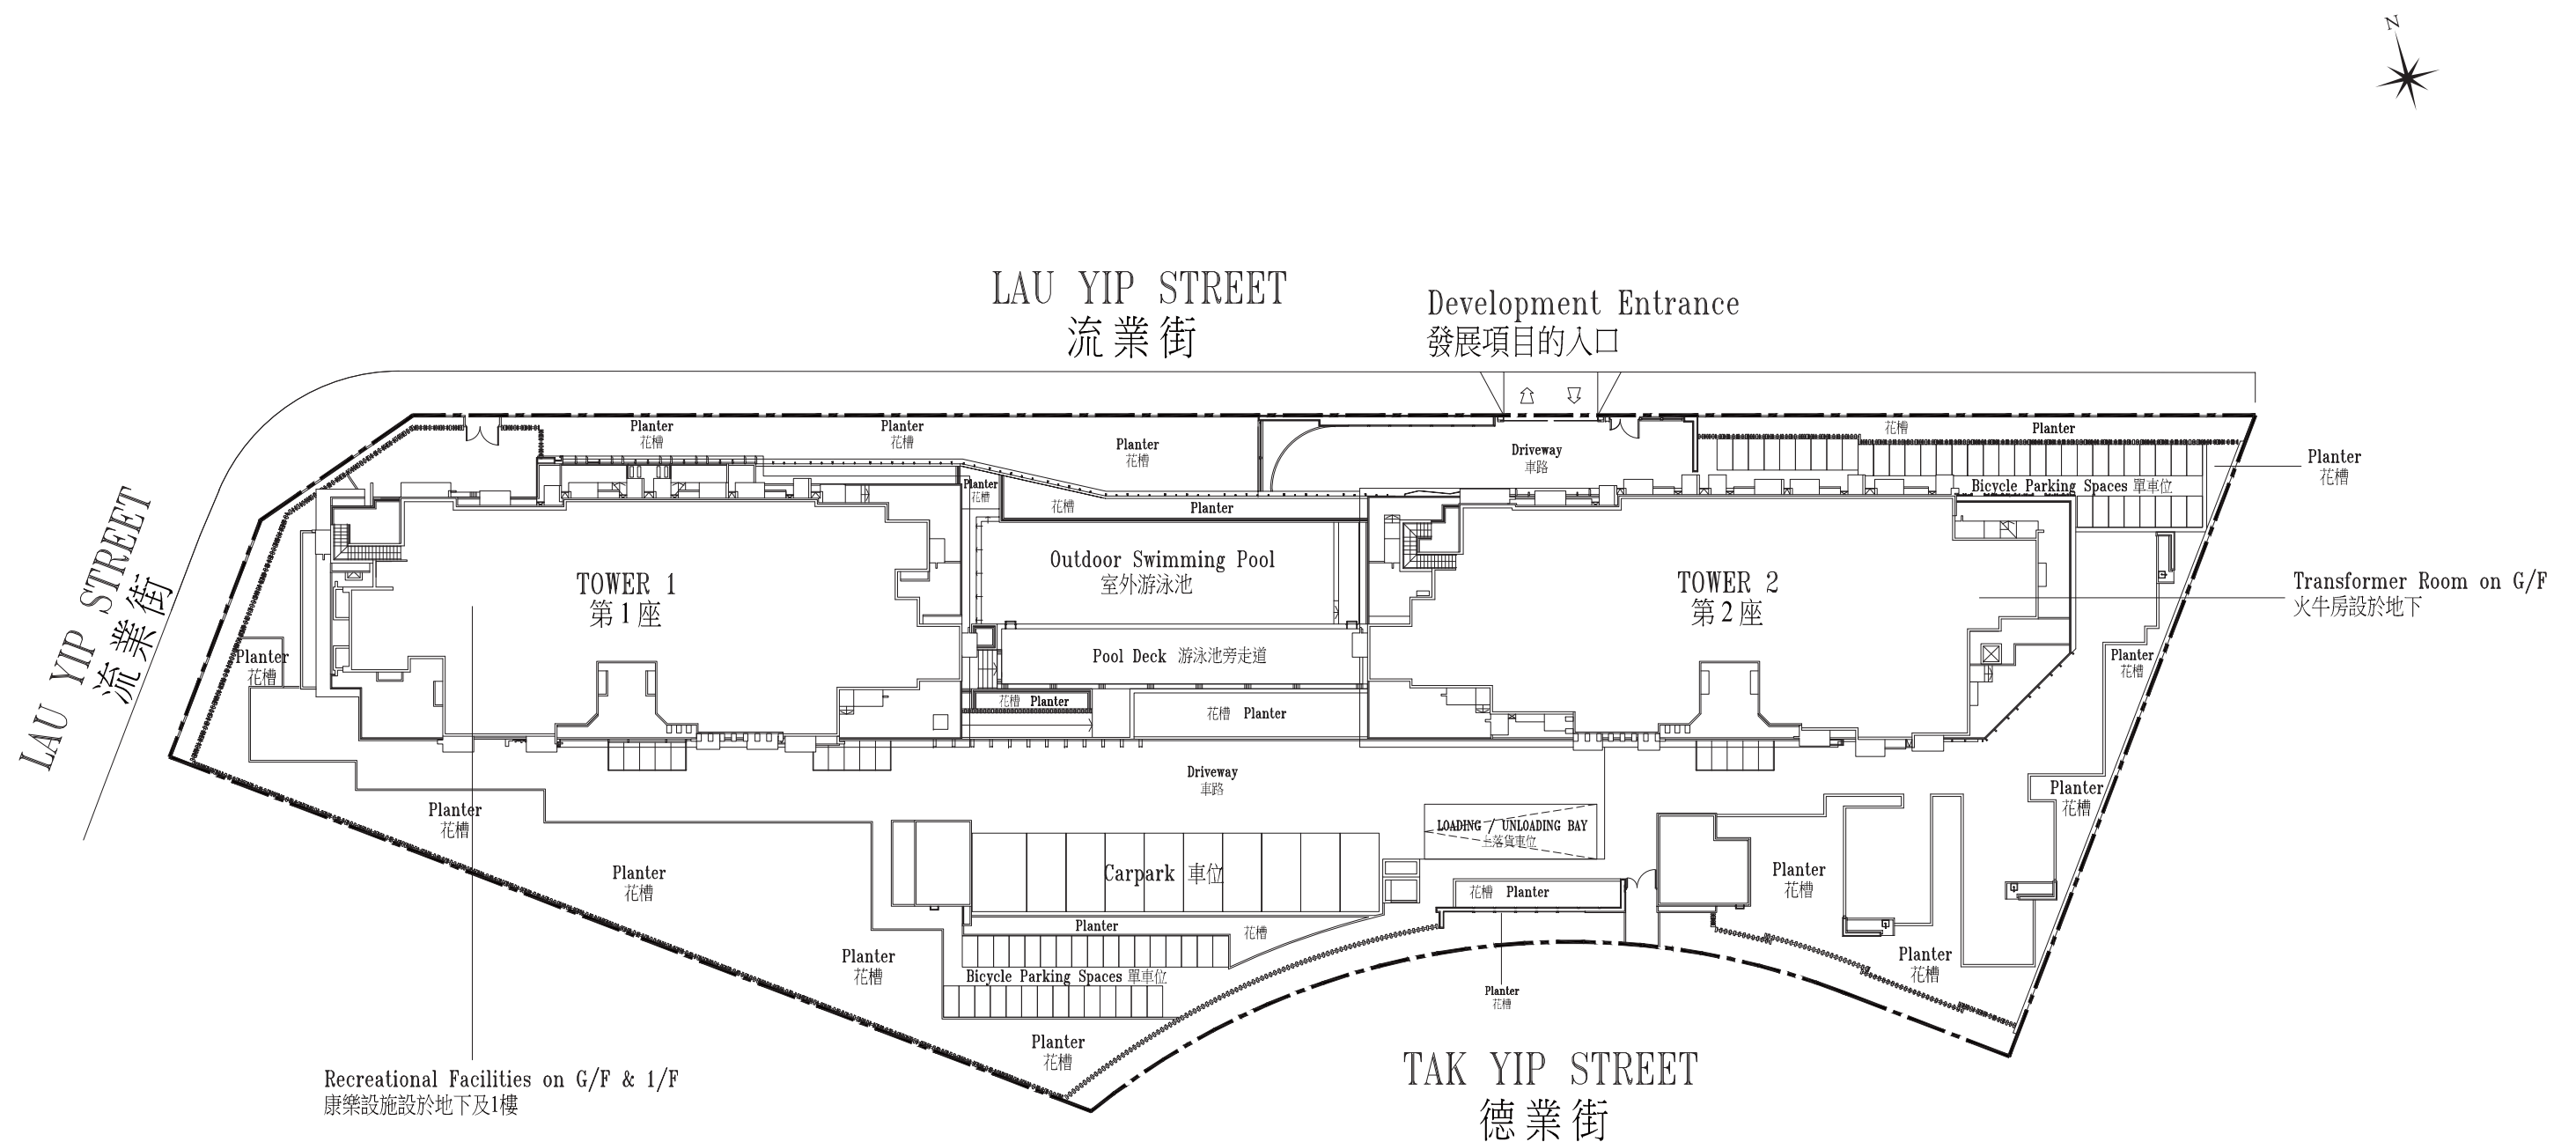 N
LAU YIP STREET
流業街
Development Entrance
發展項目的入口
Planter
花槽
Planter
花槽
Planter
花槽
Driveway
車路
花槽 Planter
Planter
花槽
Bicycle Parking Spaces 單車位
Planter
花槽
花槽 Planter
LAU YIP STREET
流業街
TOWER 1
第1座
Outdoor Swimming Pool
室外游泳池
TOWER 2
第2座
Transformer Room on G/F
火牛房設於地下
Planter
花槽
Pool Deck 游泳池旁走道
Planter
花槽
花槽 Planter
花槽 Planter
Driveway
車路
Planter
花槽
Planter
花槽
LOADING / UNLOADING BAY
上落貨車位
Planter
花槽
Carpark 車位
Planter
花槽
花槽 Planter
Planter 花槽
Planter
花槽
Bicycle Parking Spaces 單車位
Planter
花槽
Planter
花槽
Planter
花槽
Recreational Facilities on G/F & 1/F
康樂設施設於地下及1樓
TAK YIP STREET
德業街